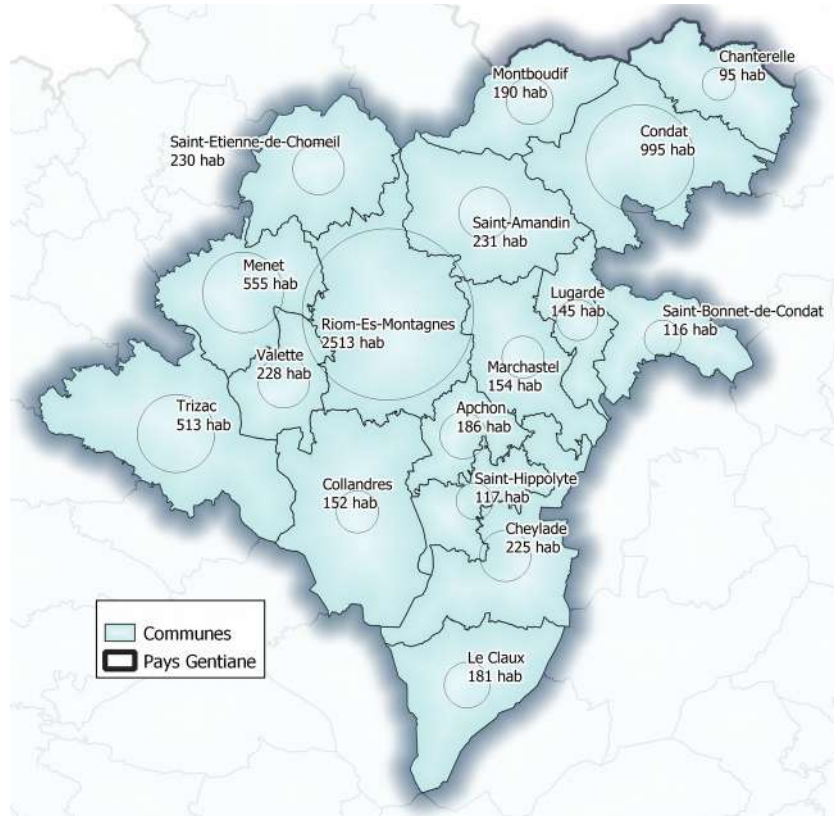 Chanterelle
95 hab
Montboudif
190 hab
Condat
995 hab
Saint-Etienne-de-Chomeil
230 hab
Saint-Amandin
231 hab
Menet
555 hab
Lugarde
145 hab
Saint-Bonnet-de-Condat
116 hab
Riom-Es-Montagnes
2513 hab
Valette
228 hab
Marchastel
154 hab
Trizac
513 hab
Apchon
186 hab
Collandres
152 hab
Saint-Hippolyte
117 hab
Cheylade
225 hab
Le Claux
181 hab
Communes
Pays Gentiane